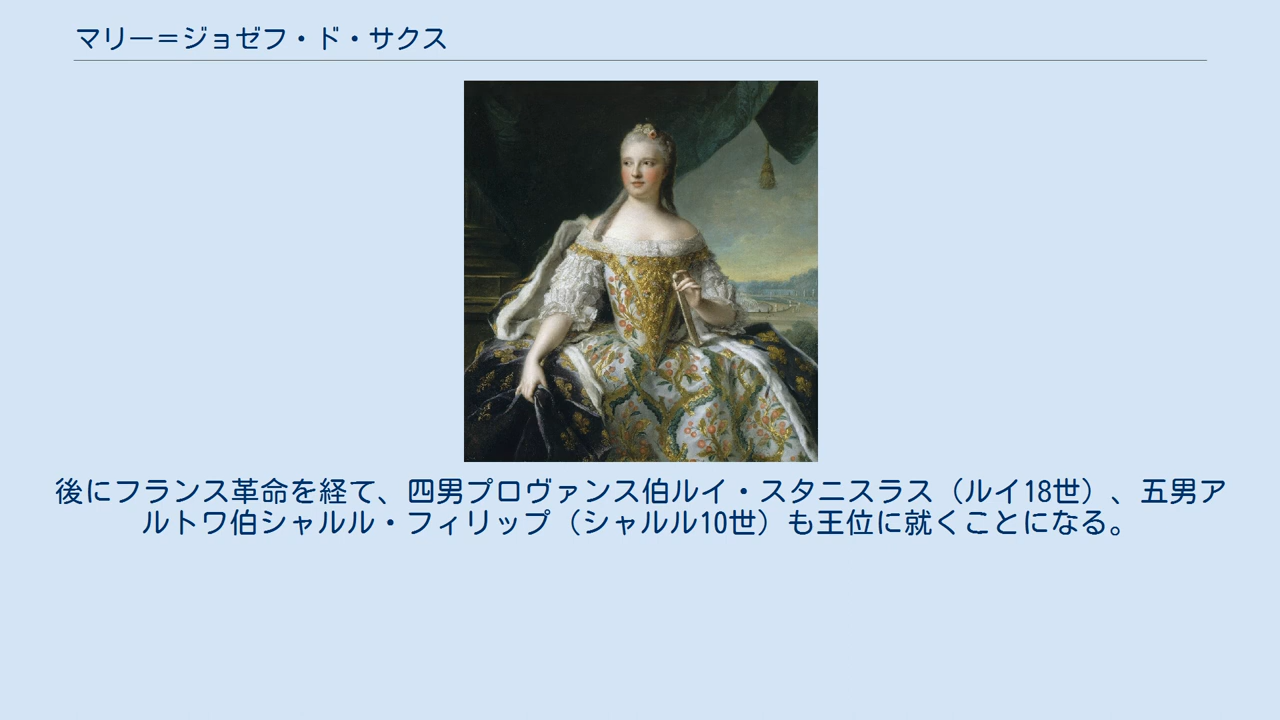 マリー＝ジョゼフ・ド・サクス
後にフランス革命を経て、四男プロヴァンス伯ルイ・スタニスラス（ルイ18世）、五男ア
ルトワ伯シャルル・フィリップ（シャルル10世）も王位に就くことになる。